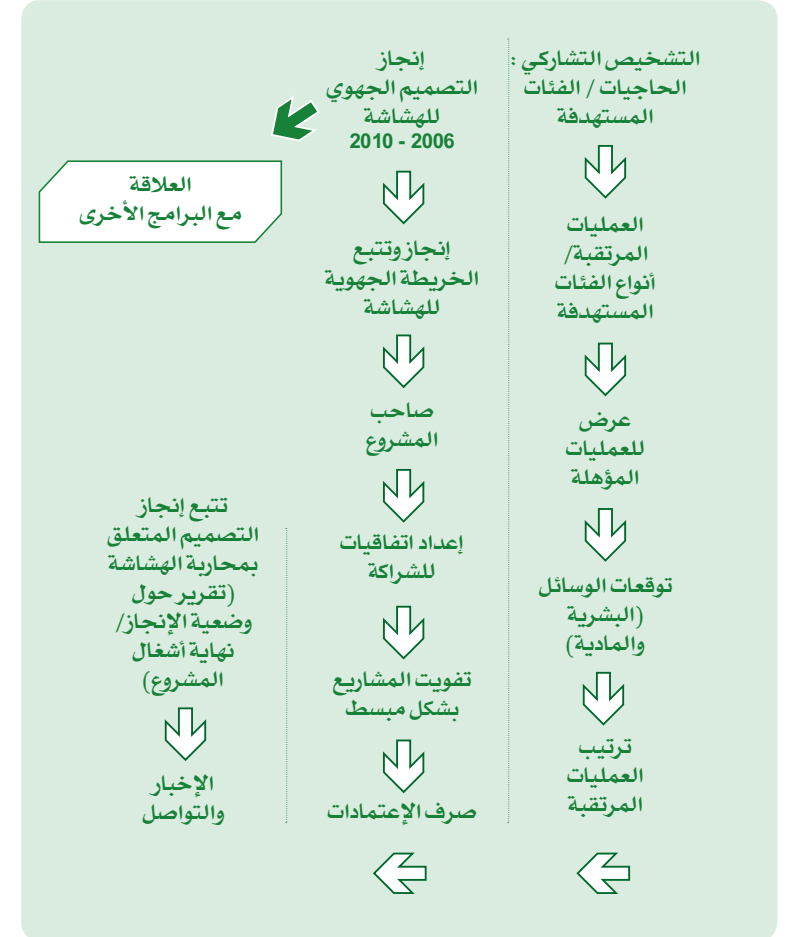 التشخيص التشاركي :
الحاجيات / الفئات
المستهدفة
العمليات
المرتقبة/
أنواع الفئات
المستهدفة
عرض
للعمليات
المؤهلة
توقعات الوسائل
(البشرية
والمادية)
ترتيب
العمليات
المرتقبة
إنجاز
التصميم الجهوي
للهشاشة
2010 - 2006
العلاقة
مع البرامج الأخرى
إنجاز وتتبع
الخريطة الجهوية
للهشاشة
صاحب
المشروع
إعداد اتفاقيات
للشراكة
تفويت المشاريع
بشكل مبسط
صرف الإعتمادات
تتبع إنجاز
التصميم المتعلق
بمحاربة الهشاشة
(تقرير حول
وضعية الإنجاز/
نهاية أشغال
المشروع)
الإخبار
والتواصل